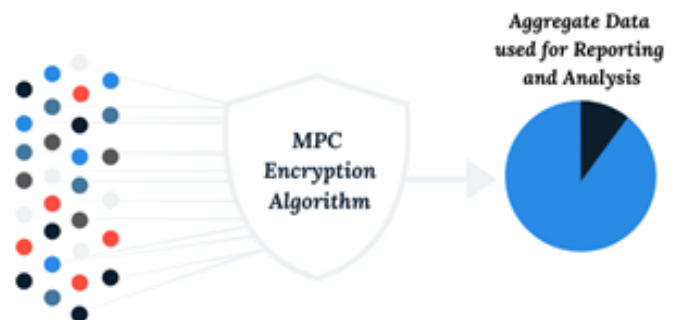 Aggregate Data
used for Reporting
and Analysis
MPC
Encryption
Algorithm